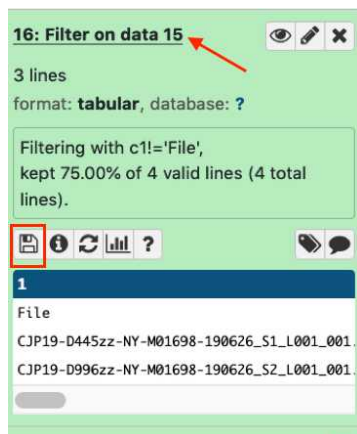 16: Filter on data 15
3 lines
format: tabular, database: ?
Filtering with c1!='File',
kept 75.00% of 4 valid lines (4 total
lines).
?
1
File
CJP19-D445zz-NY-M01698-190626_S1_L001_001.
CJP19-D996zz-NY-M01698-190626_S2_L001_001.